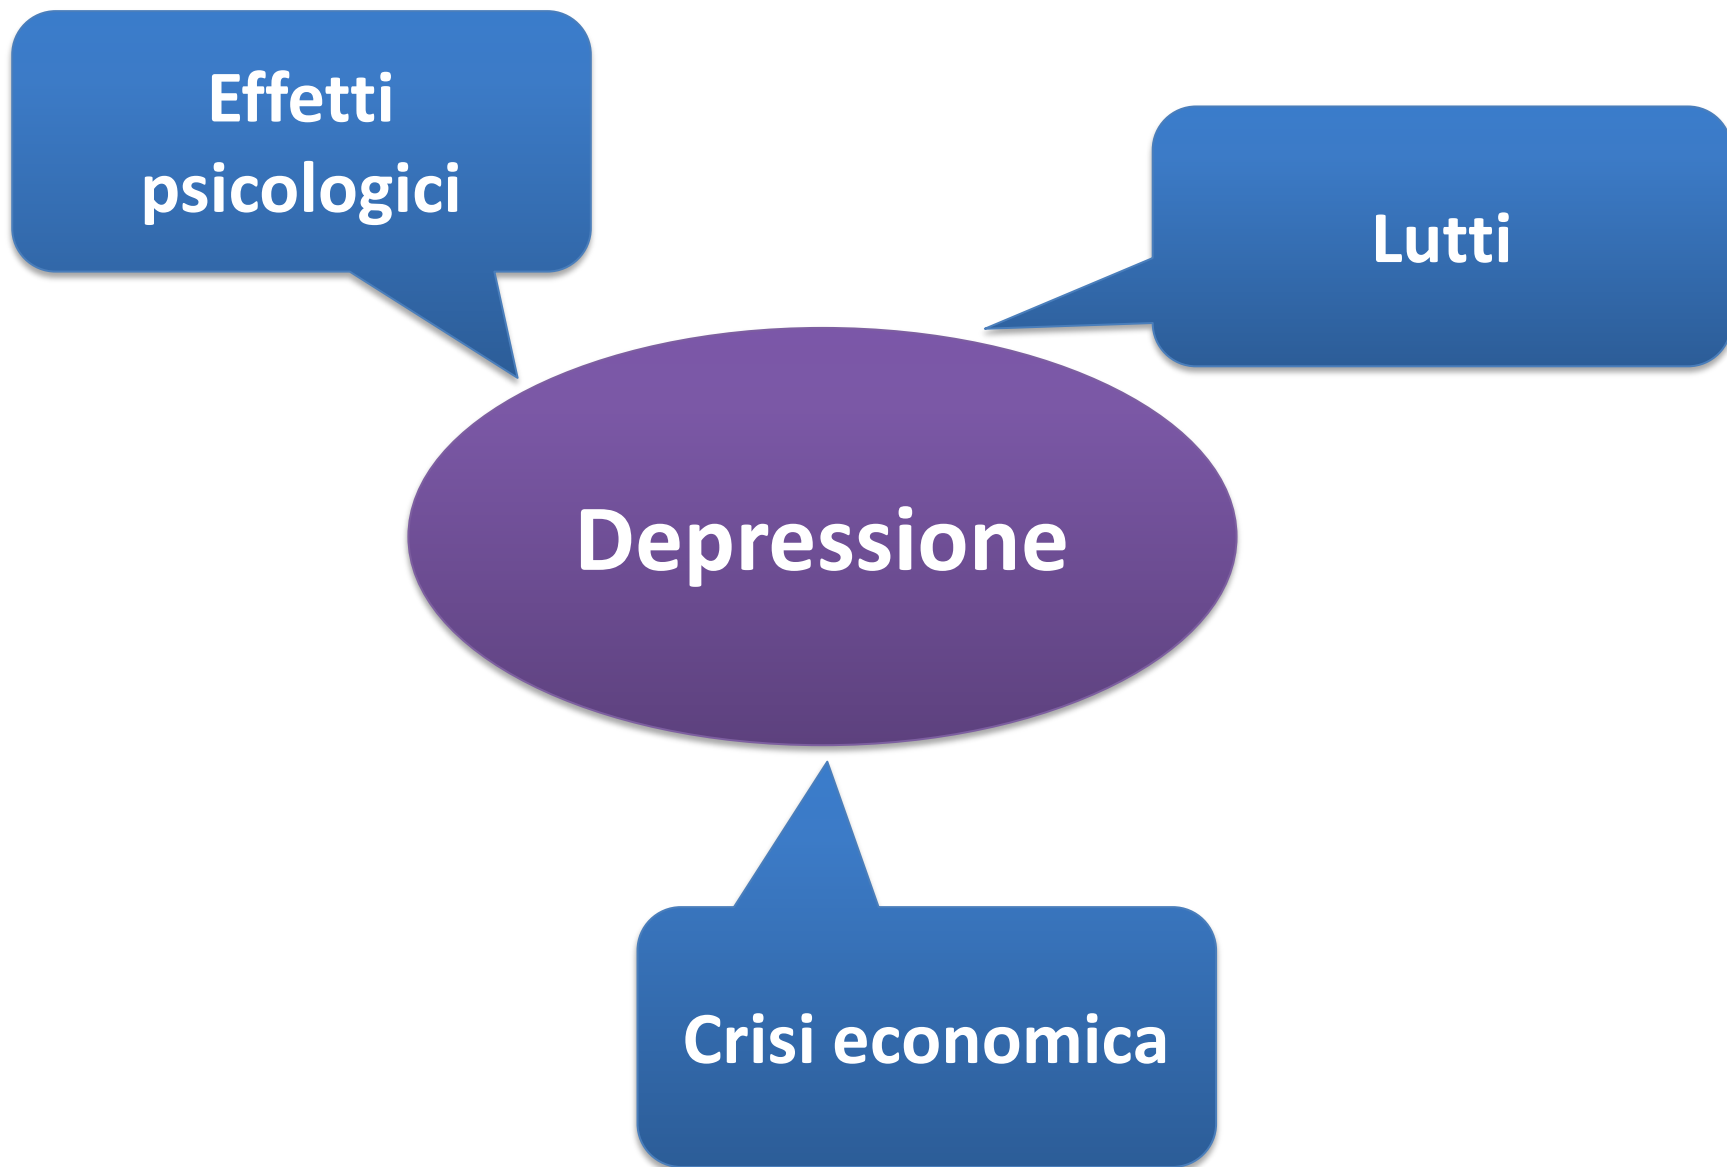 Effetti
psicologici
Lutti
Depressione
Crisi economica